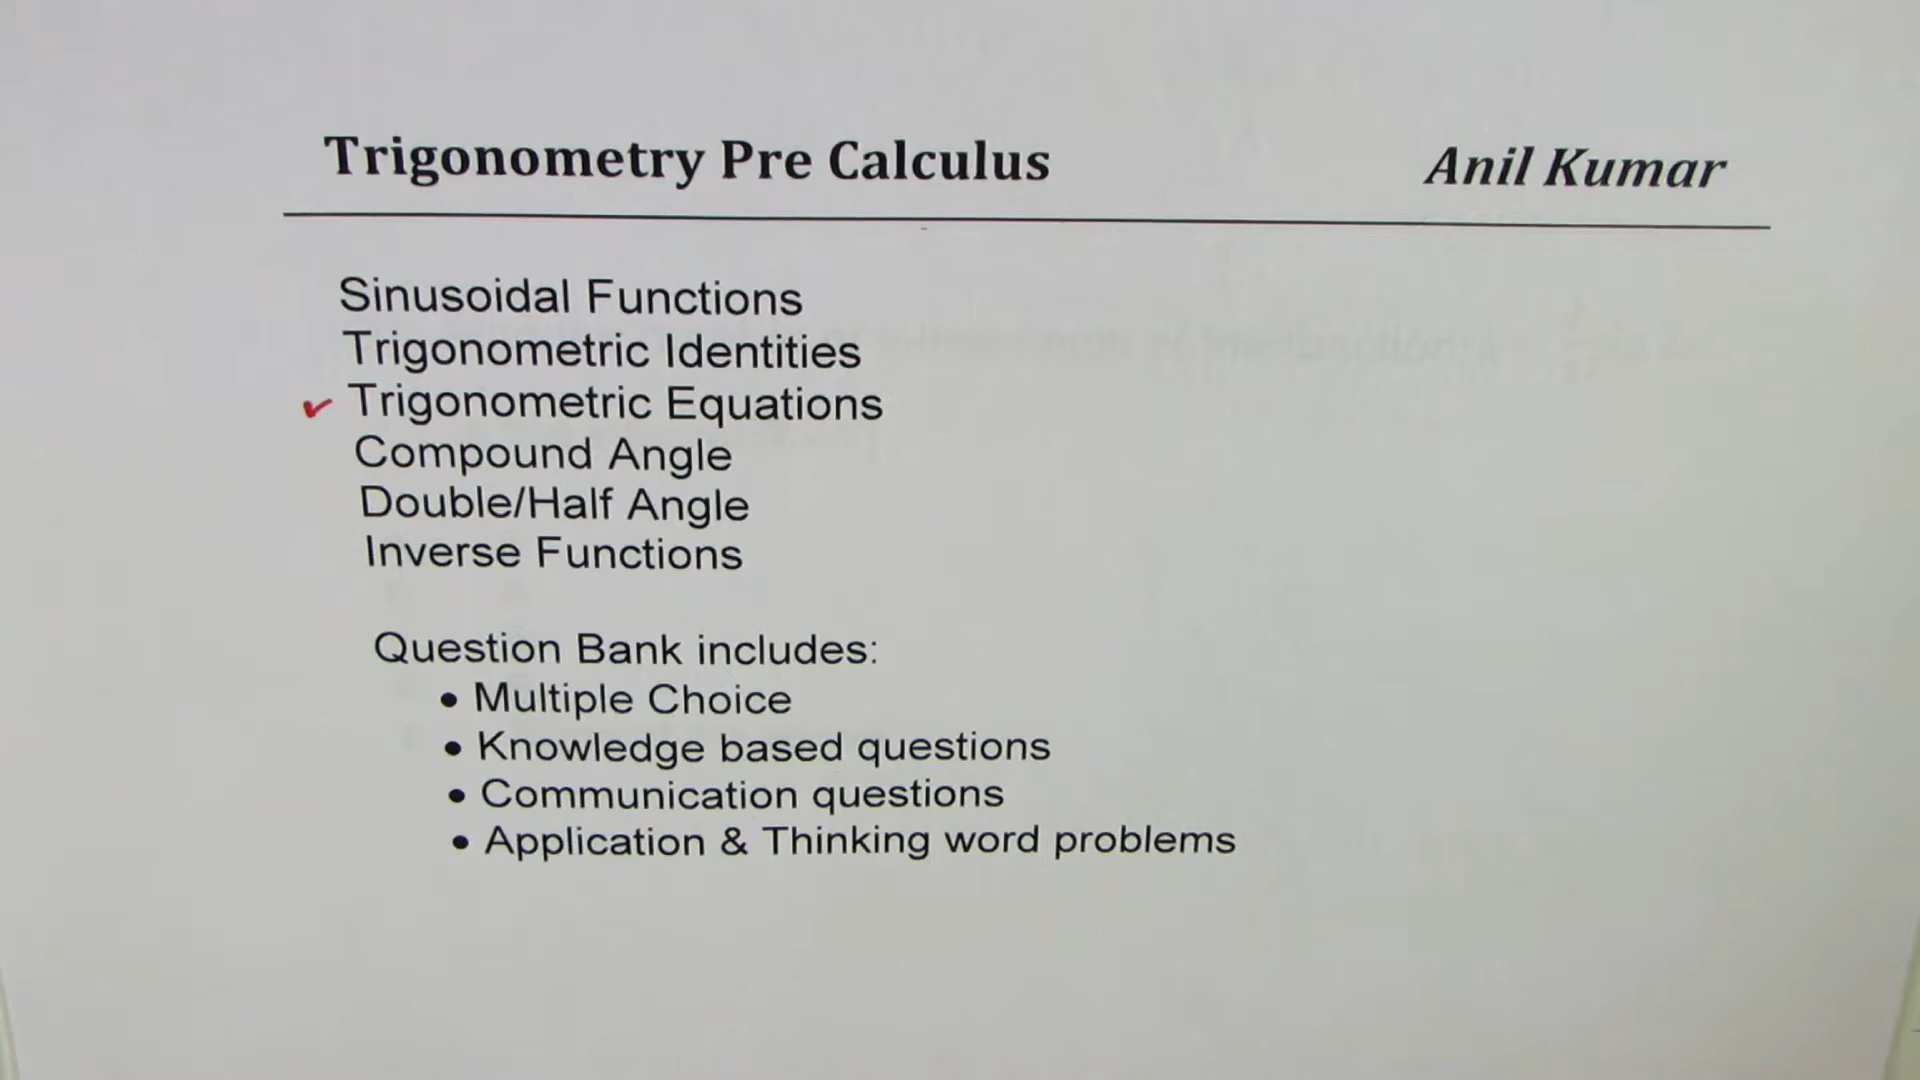 Trigonometry Pre Calculus Anil Kumar
Sinusoidal Functions
Trigonometric Identities
✓ Trigonometric Equations
Compound Angle
Double/Half Angle
Inverse Functions
Question Bank includes:
• Multiple Choice
• Knowledge based questions
• Communication questions
• Application & Thinking word problems